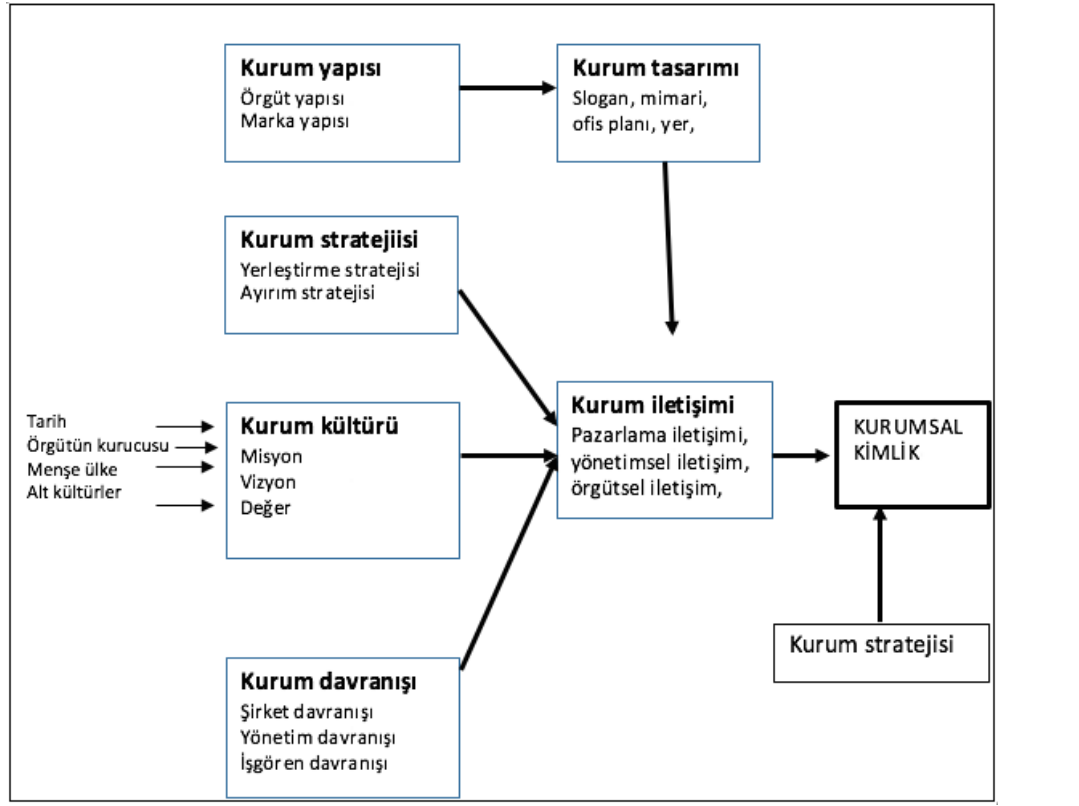 Kurum yapısı
Örgüt yapısı
Marka yapısı
Kurum tasarımı
Slogan, mimari,
ofis planı, yer,
Kurum stratejiisi
Yerleştirme stratejisi
Ayırım stratejisi
Tarih
Örgütün kurucusu
Menşe ülke
Alt kültürler
Kurum kültürü
Misyon
Vizyon
Değer
Kurum iletişimi
Pazarlama iletişimi,
yönetimsel iletişim,
örgütsel iletişim,
KURUMSAL
KİMLİK
Kurum stratejisi
Kurum davranışı
Şirket davranışı
Yönetim davranışı
İşgören davranışı